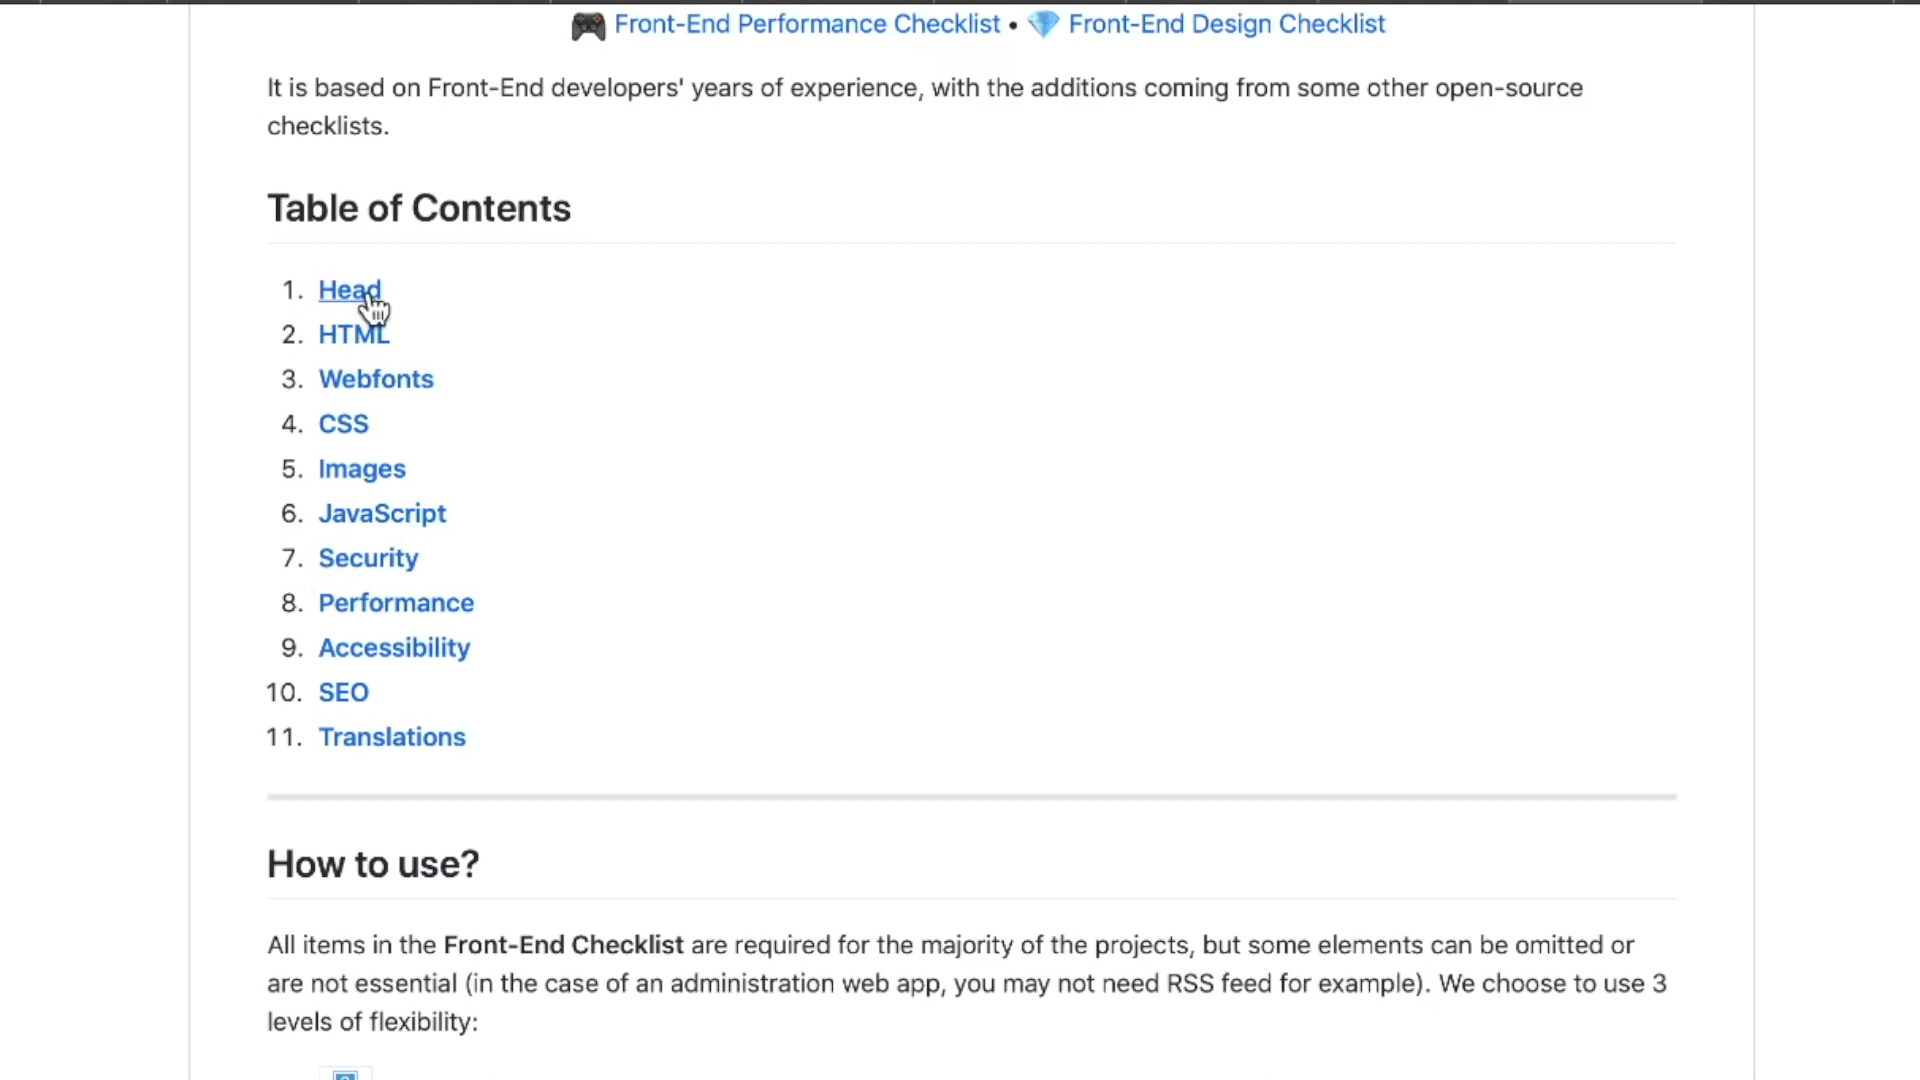 Front-End Performance Checklist • Front-End Design Checklist
It is based on Front-End developers' years of experience, with the additions coming from some other open-source
checklists.
Table of Contents
1. Head
2. HTML
3. Webfonts
4. CSS
5. Images
6. JavaScript
7. Security
8. Performance
9. Accessibility
10. SEO
11. Translations
How to use?
All items in the Front-End Checklist are required for the majority of the projects, but some elements can be omitted or
are not essential (in the case of an administration web app, you may not need RSS feed for example). We choose to use 3
levels of flexibility: